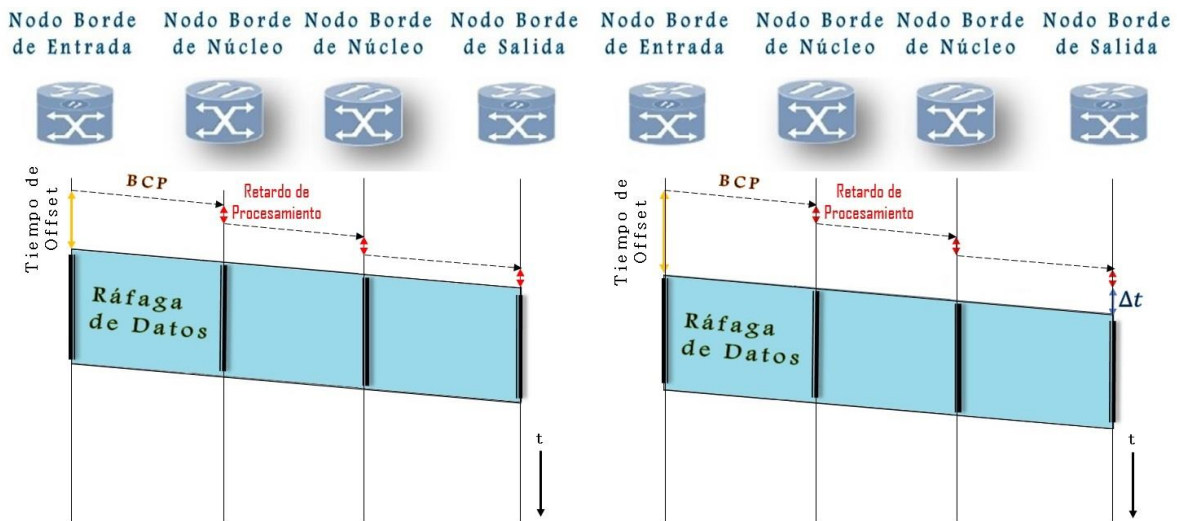 Nodo Borde de Entrada
Nodo Borde de Núcleo
Nodo Borde de Núcleo
Nodo Borde de Salida
BCP
Retardo de
Procesamiento
Tiempo de
Offset
Ráfaga
de Datos
t
Nodo Borde de Entrada
Nodo Borde de Núcleo
Nodo Borde de Núcleo
Nodo Borde de Salida
BCP
Retardo de
Procesamiento
Tiempo de
Offset
Δt
Ráfaga
de Datos
t